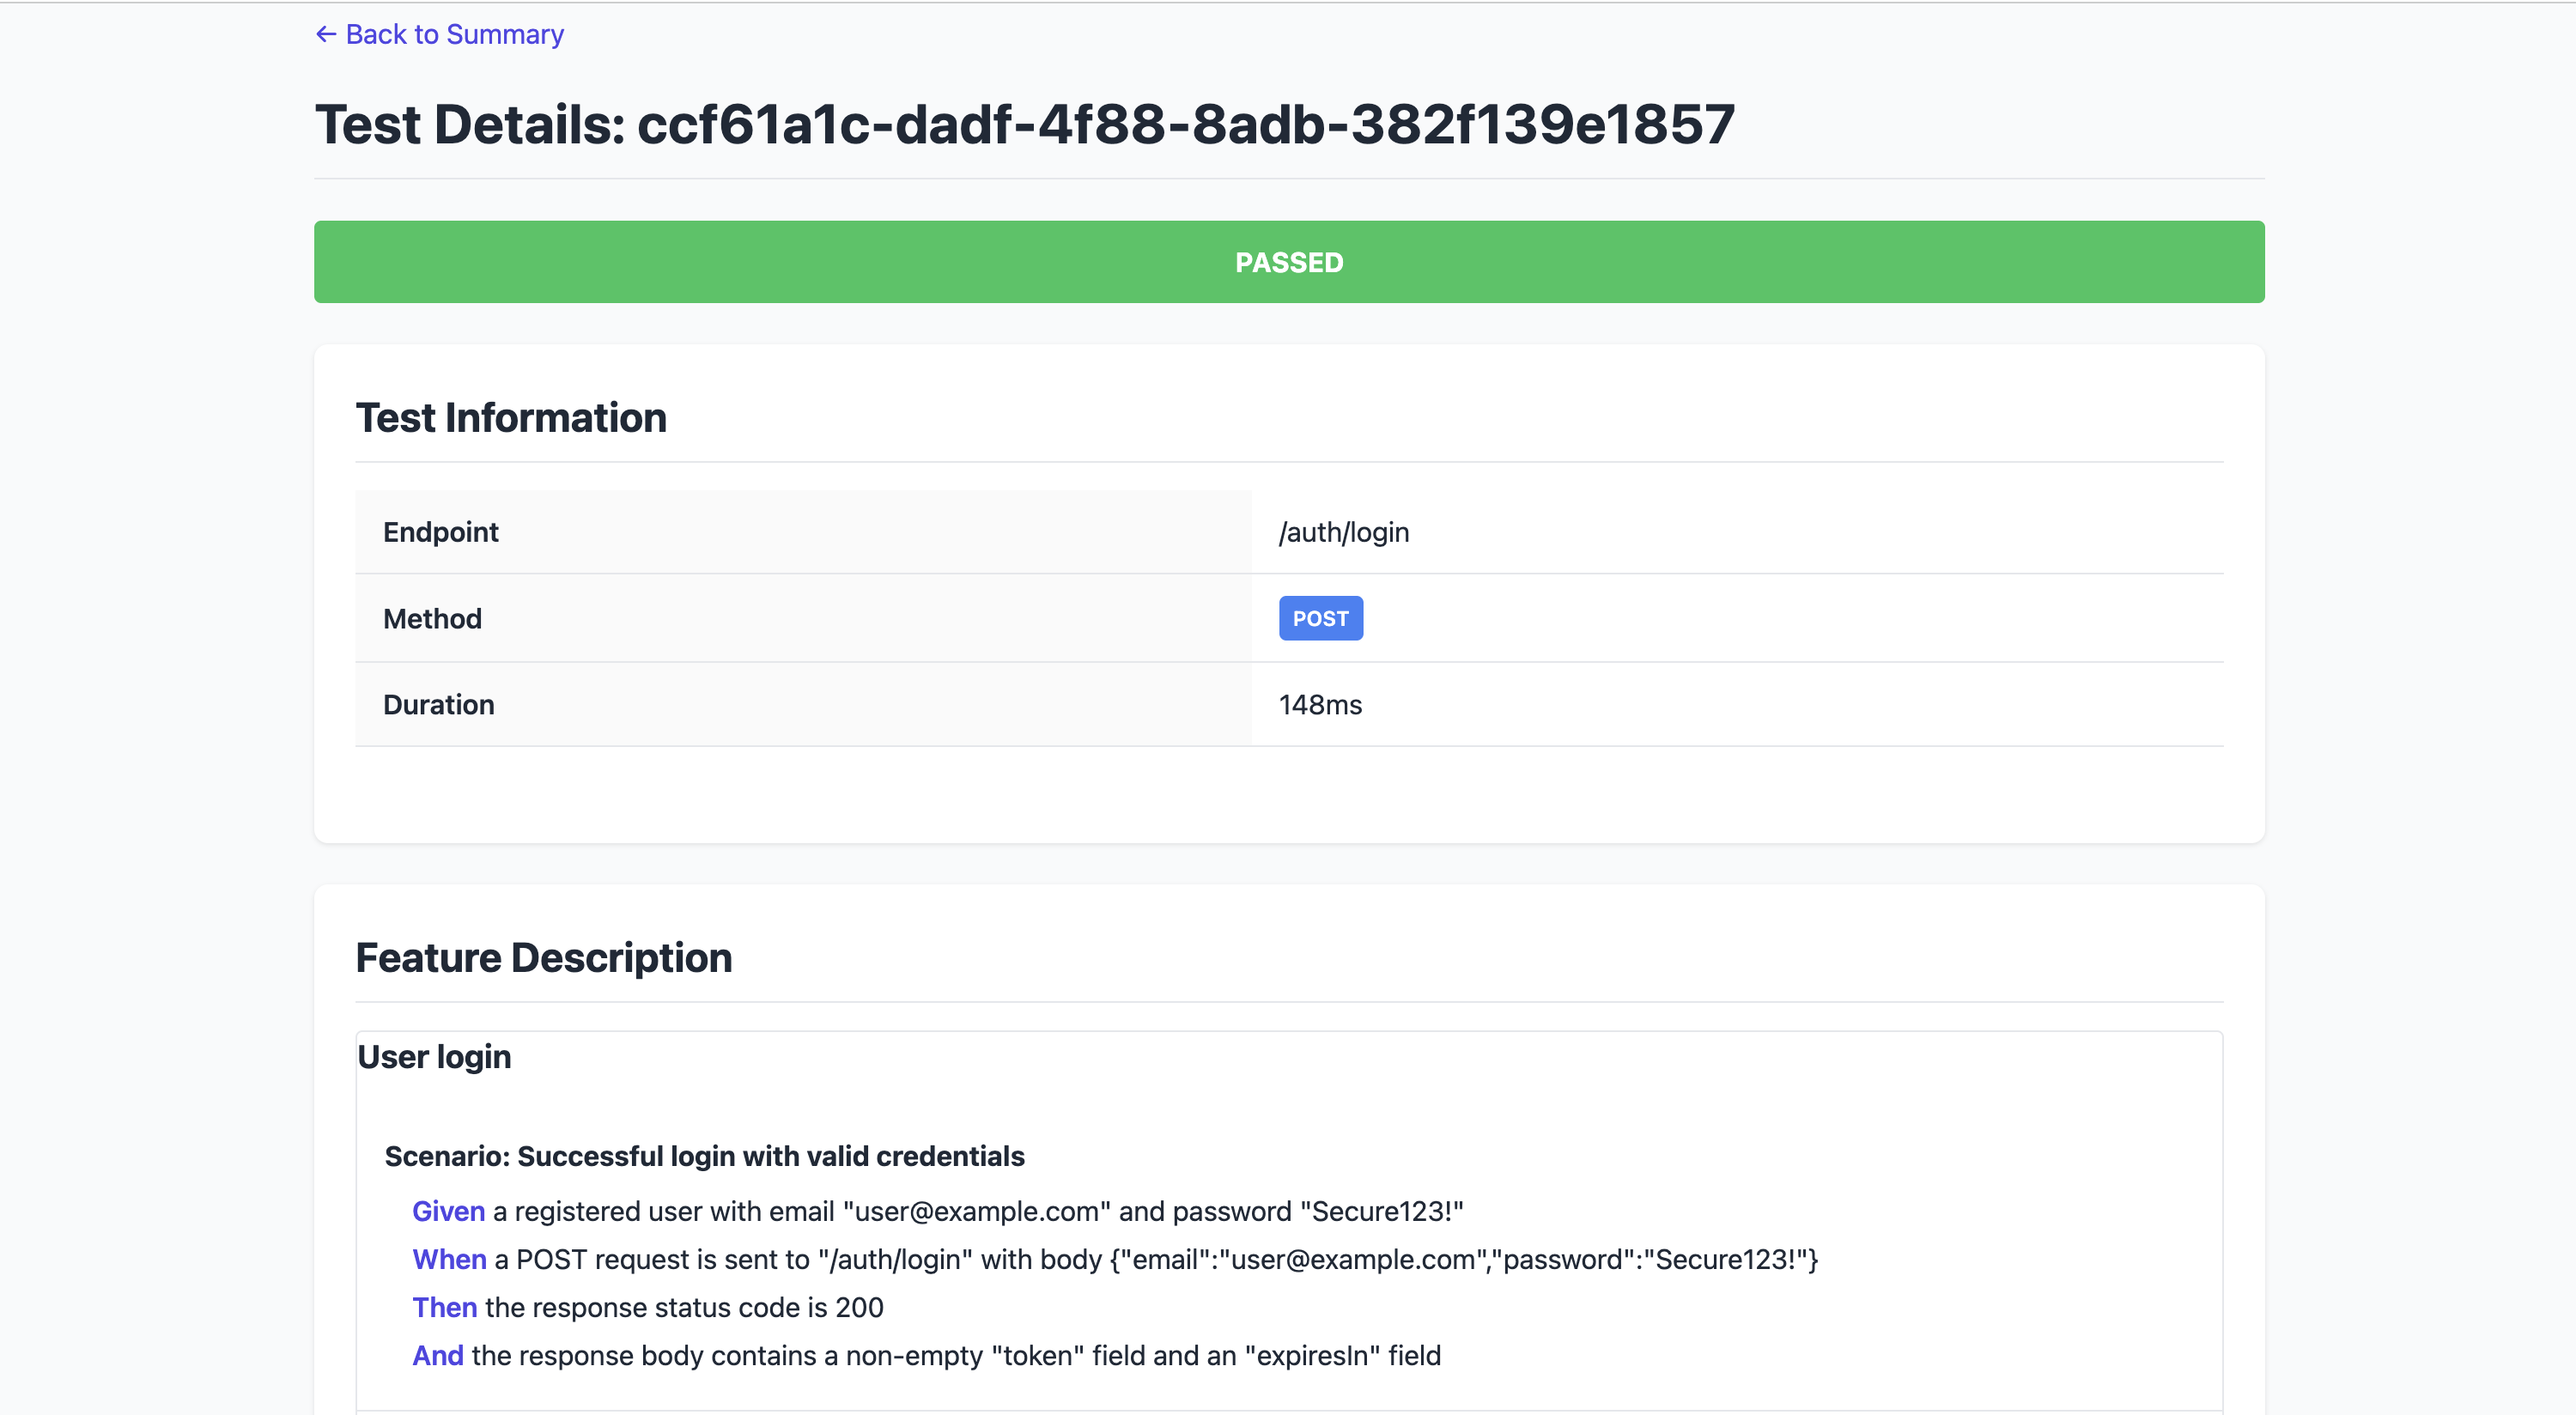 ← Back to Summary
Test Details: ccf61a1c-dadf-4f88-8adb-382f139e1857
PASSED
Test Information
Endpoint /auth/login
Method POST
Duration 148ms
Feature Description
User login
Scenario: Successful login with valid credentials
Given a registered user with email "user@example.com" and password "Secure123!"
When a POST request is sent to "/auth/login" with body {"email":"user@example.com","password":"Secure123!"}
Then the response status code is 200
And the response body contains a non-empty "token" field and an "expiresIn" field